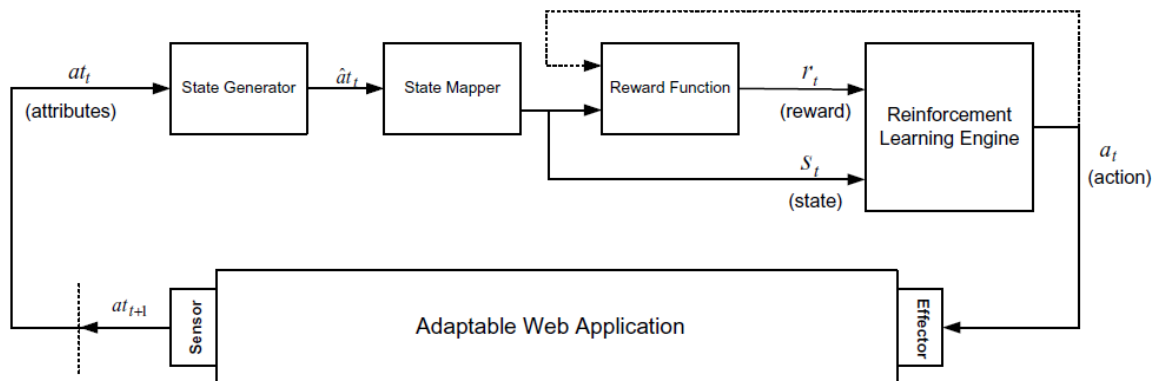 at_t
(attributes)
State Generator
ât_t
State Mapper
Reward Function
r_t
(reward)
S_t
(state)
Reinforcement
Learning Engine
a_t
(action)
at_{t+1}
Sensor
Adaptable Web Application
Effector